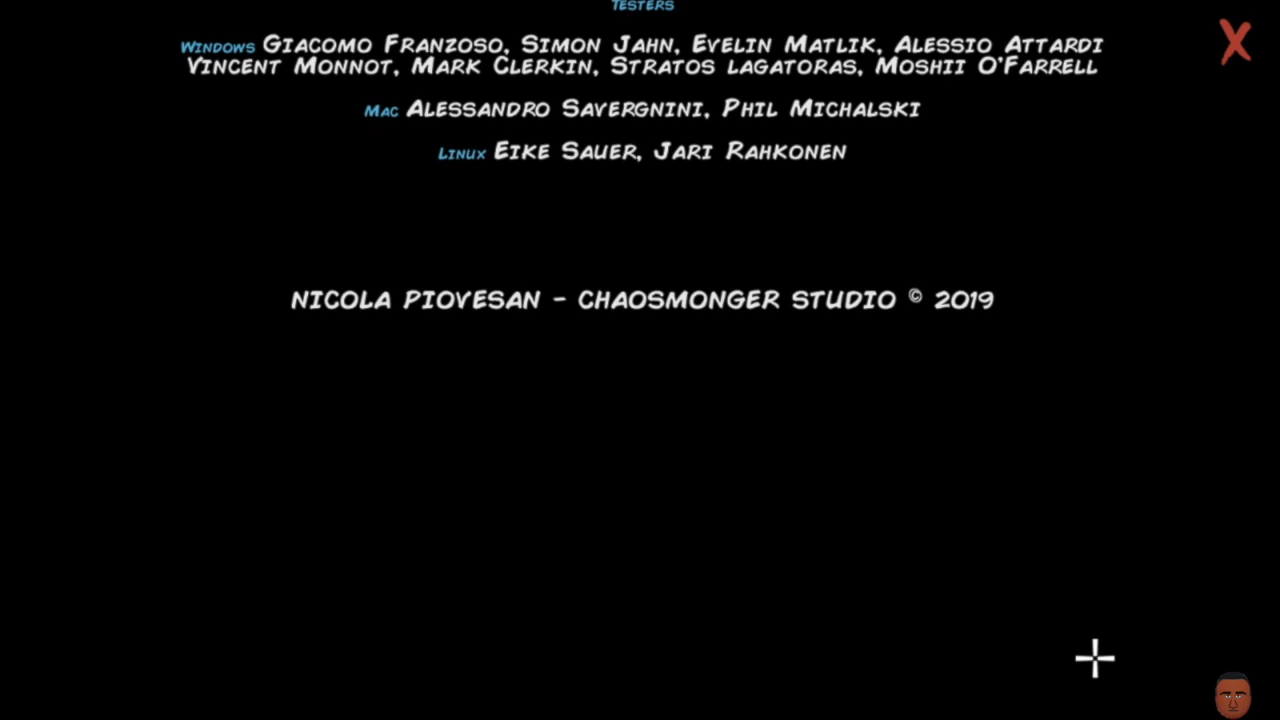 TESTERS
WINDOWS GIACOMO FRANZOSO, SIMON JAHN, EVELIN MATLIK, ALESSIO ATTARDI
VINCENT MONNOT, MARK CLERKIN, STRATOS LAGATORAS, MOSHII O'FARRELL
MAC ALESSANDRO SAVERGNINI, PHIL MICHALSKI
LINUX EIKE SAUER, JARI RAHKONEN
NICOLA PIOVESAN - CHAOSMONGER STUDIO © 2019